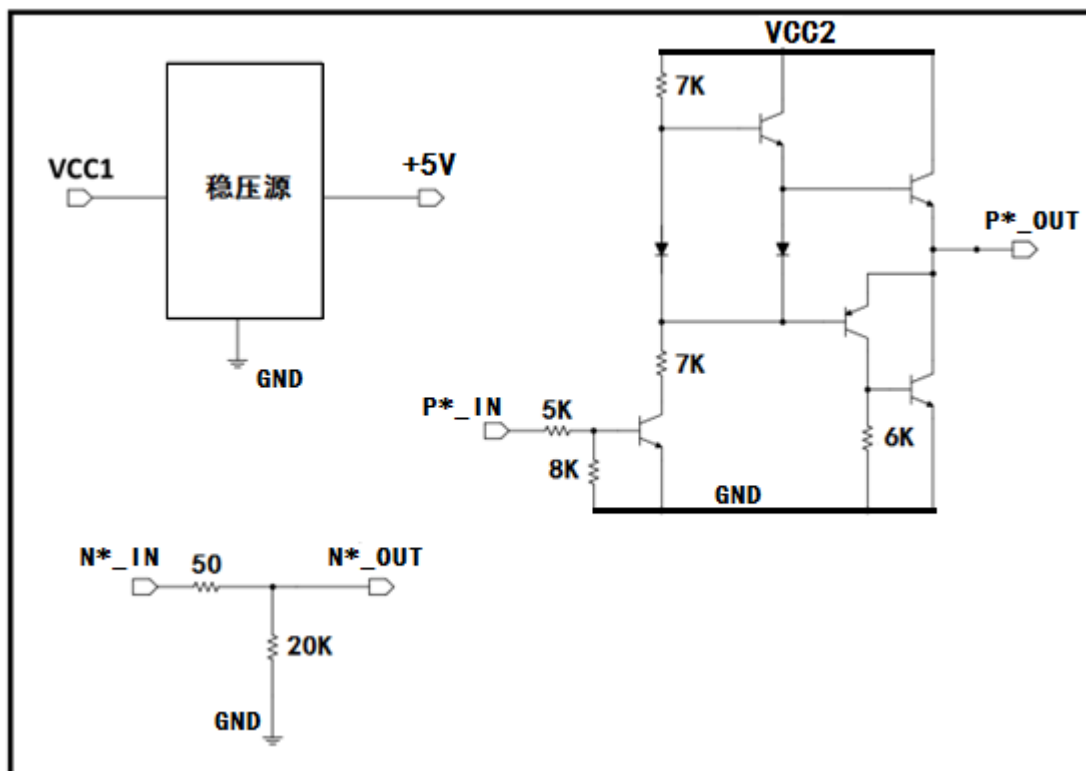 VCC1
稳压源
+5V
GND
VCC2
7K
P*_OUT
7K
P*_IN
5K
8K
6K
GND
N*_IN
50
N*_OUT
20K
GND